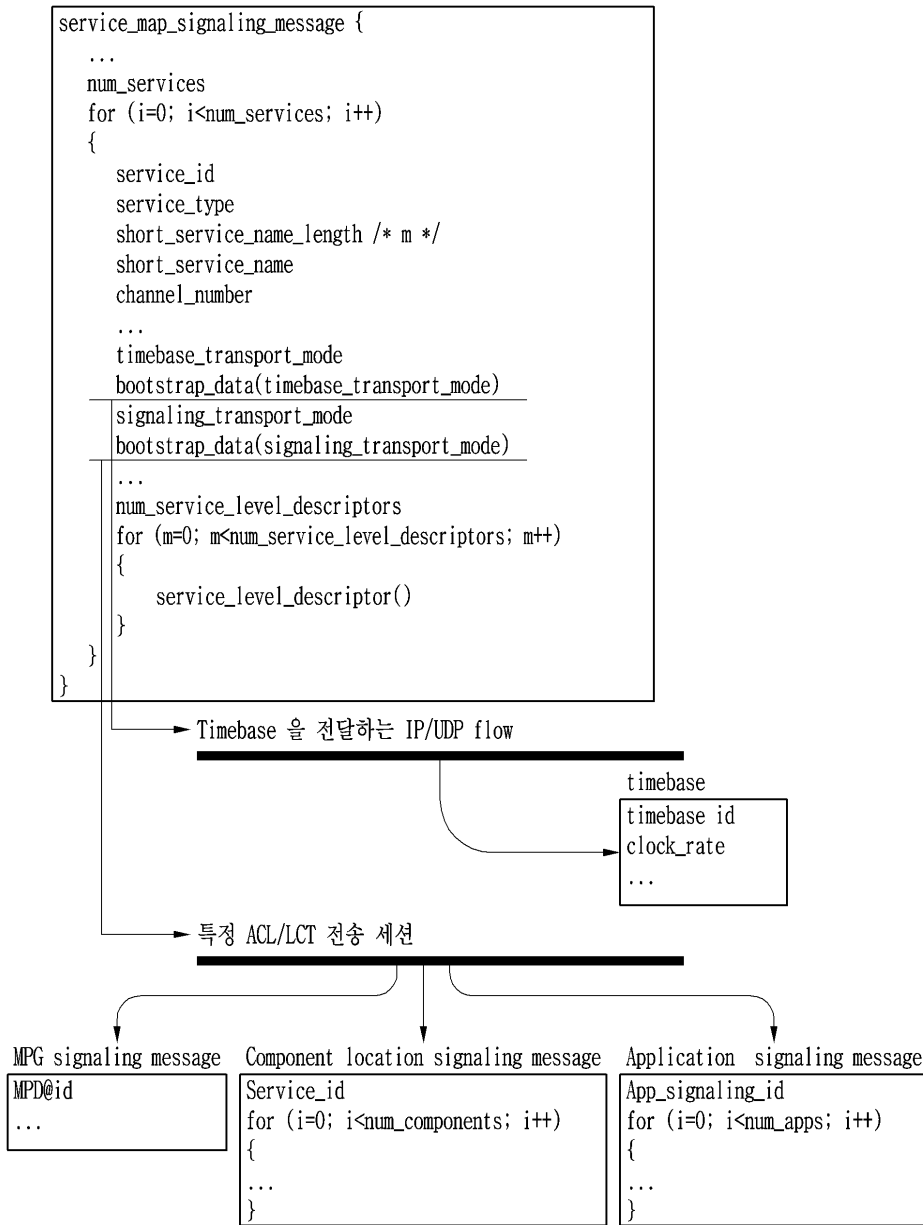 service_map_signaling_message {
...
num_services
for (i=0; i<num_services; i++)
{
service_id
service_type
short_service_name_length /* m */
short_service_name
channel_number
...
timebase_transport_mode
bootstrap_data(timebase_transport_mode)
signaling_transport_mode
bootstrap_data(signaling_transport_mode)
...
num_service_level_descriptors
for (m=0; m<num_service_level_descriptors; m++)
{
service_level_descriptor()
}
}
}
Timebase 을 전달하는 IP/UDP flow
timebase
timebase id
clock_rate
...
특정 ACL/LCT 전송 세션
MPG signaling message
MPD@id
...
Component location signaling message
Service_id
for (i=0; i<num_components; i++)
{
...
}
Application signaling message
App_signaling_id
for (i=0; i<num_apps; i++)
{
...
}